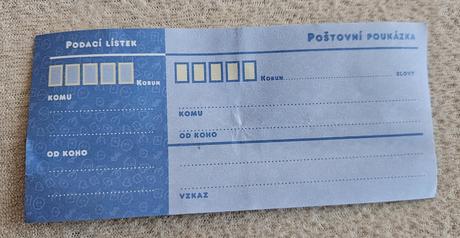 PODACÍ LÍSTEK
KORUN
KOMU
OD KOHO
POŠTOVNÍ POUKÁZKA
KORUN SLOVY
KOMU
OD KOHO
VZKAZ